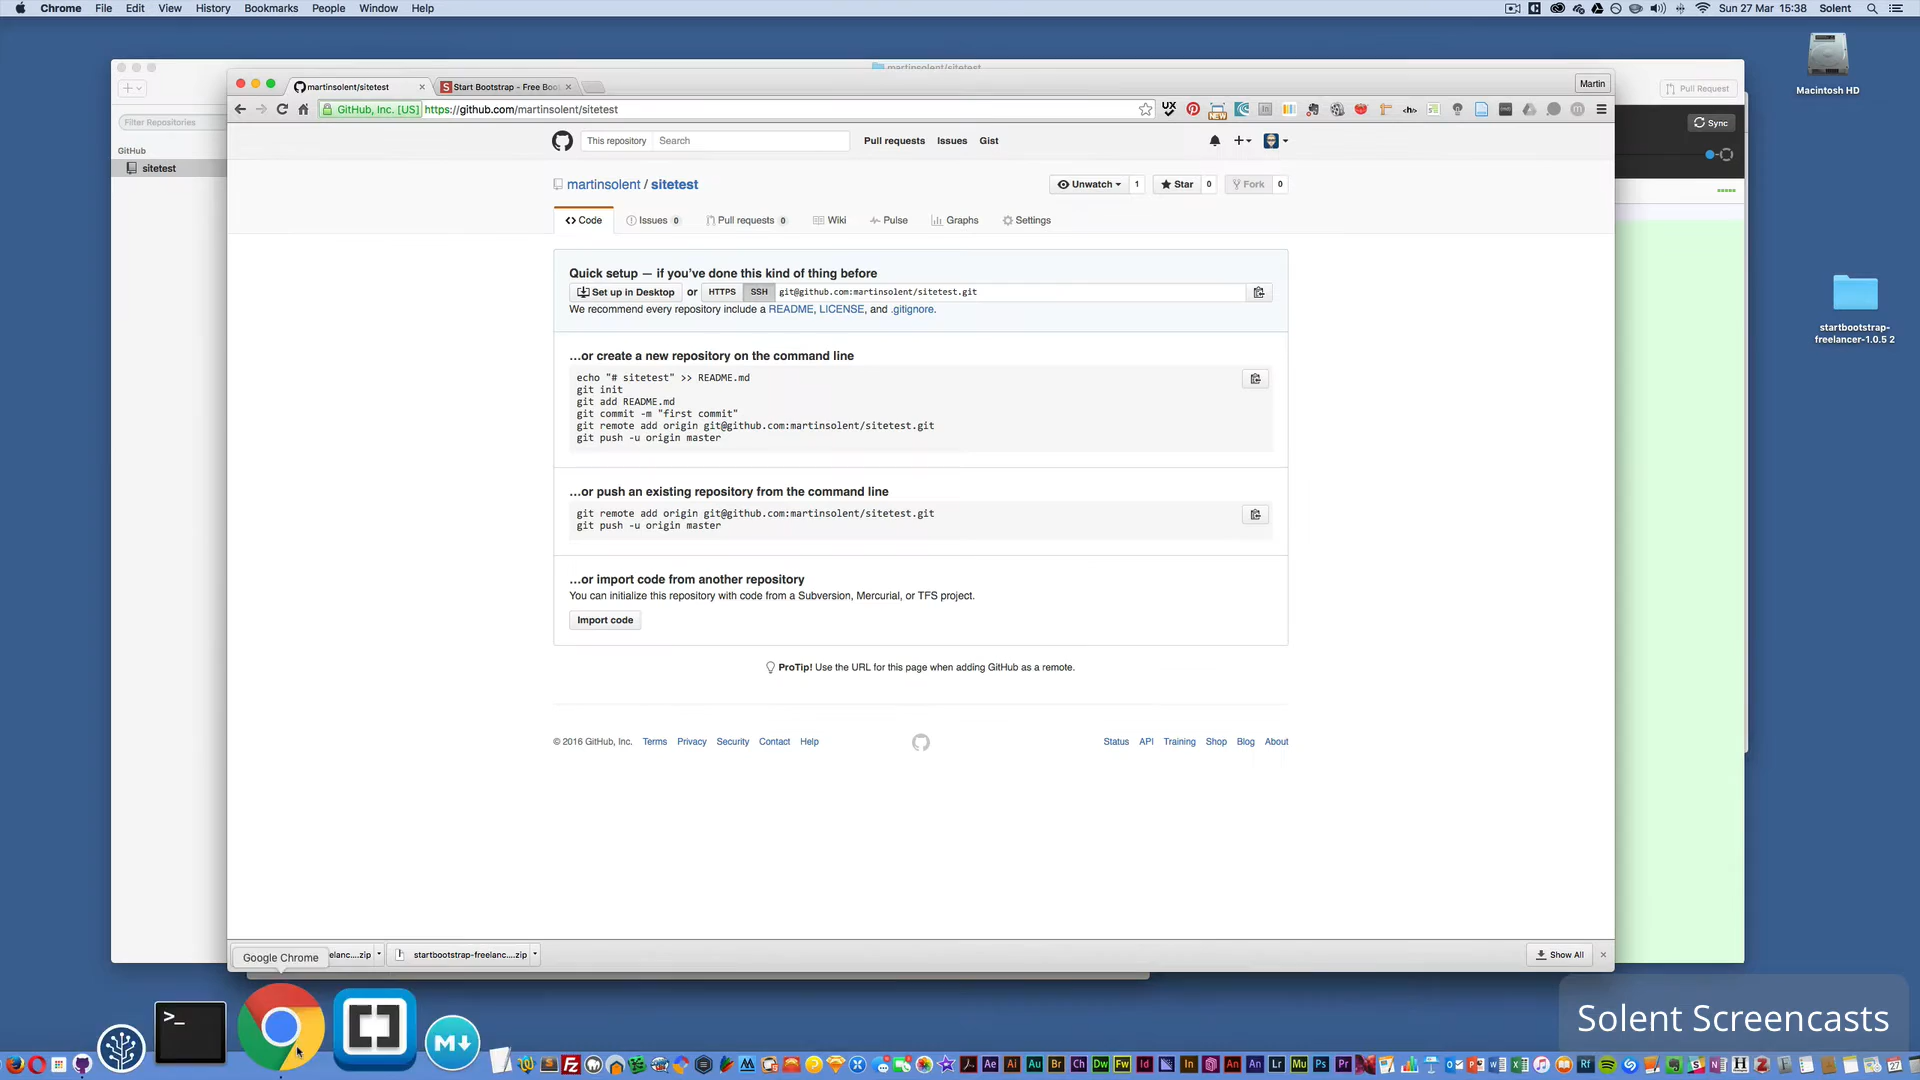 Chrome File Edit View History Bookmarks People Window Help
Sun 27 Mar 15:38 Solent
Macintosh HD
startbootstrap-
freelancer-1.0.5 2
martinsolent/sitetest
Filter Repositories
GitHub
sitetest
Pull Request
Sync
martinsolent/sitetest
Start Bootstrap - Free Boo
Martin
GitHub, Inc. [US] https://github.com/martinsolent/sitetest
This repository Search Pull requests Issues Gist
martinsolent / sitetest
Unwatch 1 Star 0 Fork 0
Code Issues 0 Pull requests 0 Wiki Pulse Graphs Settings
Quick setup — if you’ve done this kind of thing before
Set up in Desktop or HTTPS SSH git@github.com:martinsolent/sitetest.git
We recommend every repository include a README, LICENSE, and .gitignore.
…or create a new repository on the command line
echo "# sitetest" >> README.md
git init
git add README.md
git commit -m "first commit"
git remote add origin git@github.com:martinsolent/sitetest.git
git push -u origin master
…or push an existing repository from the command line
git remote add origin git@github.com:martinsolent/sitetest.git
git push -u origin master
…or import code from another repository
You can initialize this repository with code from a Subversion, Mercurial, or TFS project.
Import code
ProTip! Use the URL for this page when adding GitHub as a remote.
© 2016 GitHub, Inc. Terms Privacy Security Contact Help
Status API Training Shop Blog About
Google Chrome
elanc....zip
startbootstrap-freelanc....zip
Show All
Solent Screencasts